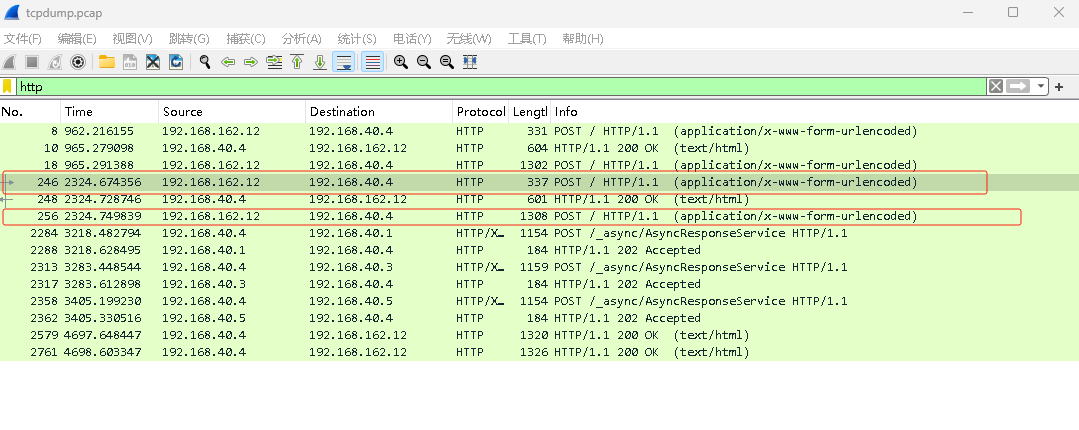 tcpdump.pcap
文件(F) 编辑(E) 视图(V) 跳转(G) 捕获(C) 分析(A) 统计(S) 电话(Y) 无线(W) 工具(T) 帮助(H)
http
No. Time Source Destination Protocol Lengtl Info
8 962.216155 192.168.162.12 192.168.40.4 HTTP 331 POST / HTTP/1.1 (application/x-www-form-urlencoded)
10 965.279098 192.168.40.4 192.168.162.12 HTTP 604 HTTP/1.1 200 OK (text/html)
18 965.291388 192.168.162.12 192.168.40.4 HTTP 1302 POST / HTTP/1.1 (application/x-www-form-urlencoded)
246 2324.674356 192.168.162.12 192.168.40.4 HTTP 337 POST / HTTP/1.1 (application/x-www-form-urlencoded)
248 2324.728746 192.168.40.4 192.168.162.12 HTTP 601 HTTP/1.1 200 OK (text/html)
256 2324.749839 192.168.162.12 192.168.40.4 HTTP 1308 POST / HTTP/1.1 (application/x-www-form-urlencoded)
2284 3218.482794 192.168.40.4 192.168.40.1 HTTP/X… 1154 POST /_async/AsyncResponseService HTTP/1.1
2288 3218.628495 192.168.40.1 192.168.40.4 HTTP 184 HTTP/1.1 202 Accepted
2313 3283.448544 192.168.40.4 192.168.40.3 HTTP/X… 1159 POST /_async/AsyncResponseService HTTP/1.1
2317 3283.612898 192.168.40.3 192.168.40.4 HTTP 184 HTTP/1.1 202 Accepted
2358 3405.199230 192.168.40.4 192.168.40.5 HTTP/X… 1154 POST /_async/AsyncResponseService HTTP/1.1
2362 3405.330516 192.168.40.5 192.168.40.4 HTTP 184 HTTP/1.1 202 Accepted
2579 4697.648447 192.168.40.4 192.168.162.12 HTTP 1320 HTTP/1.1 200 OK (text/html)
2761 4698.603347 192.168.40.4 192.168.162.12 HTTP 1326 HTTP/1.1 200 OK (text/html)